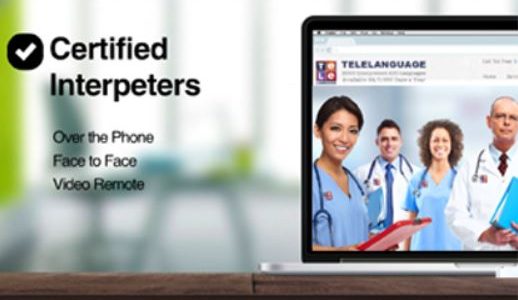 Certified
Interpeters
Over the Phone
Face to Face
Video Remote
TELELANGUAGE